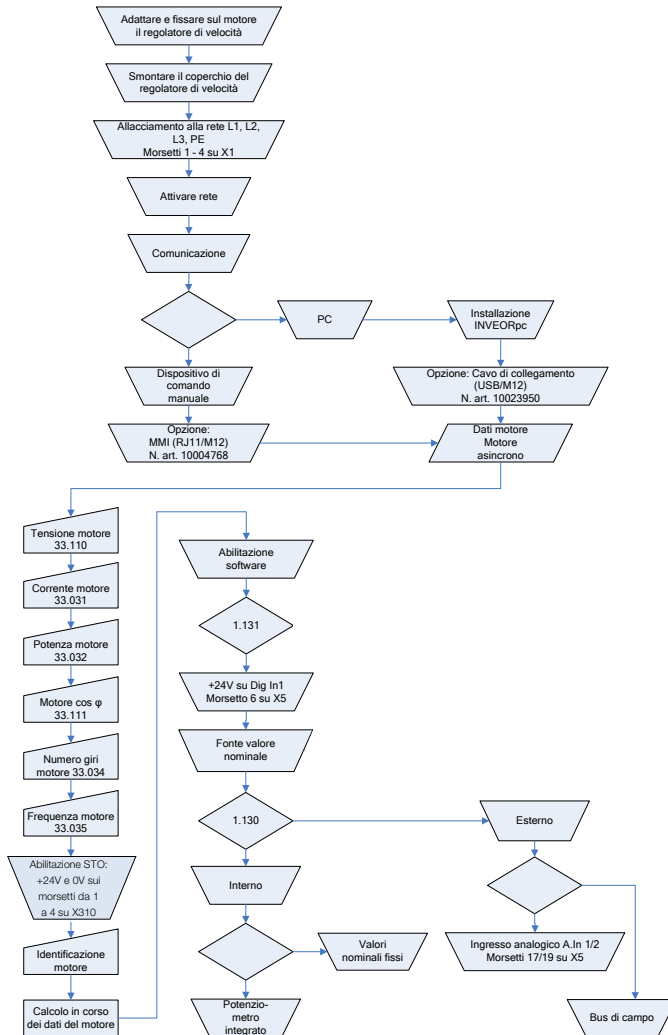 Adattare e fissare sul motore
il regolatore di velocità
Smontare il coperchio del
regolatore di velocità
Allacciamento alla rete L1, L2,
L3, PE
Morsetti 1 - 4 su X1
Attivare rete
Comunicazione
PC
Installazione
INVEORpc
Dispositivo di
comando
manuale
Opzione: Cavo di collegamento
(USB/M12)
N. art. 10023950
Opzione:
MMI (RJ11/M12)
N. art. 10004768
Dati motore
Motore
asincrono
Tensione motore
33.110
Corrente motore
33.031
Potenza motore
33.032
Motore cos φ
33.111
Numero giri
motore 33.034
Frequenza motore
33.035
Abilitazione STO:
+24V e 0V sui
morsetti da 1
a 4 su X310
Identificazione
motore
Calcolo in corso
dei dati del motore
Abilitazione
software
1.131
+24V su Dig In1
Morsetto 6 su X5
Fonte valore
nominale
1.130
Esterno
Interno
Valori
nominali fissi
Ingresso analogico A.In 1/2
Morsetti 17/19 su X5
Potenzio-
metro
integrato
Bus di campo